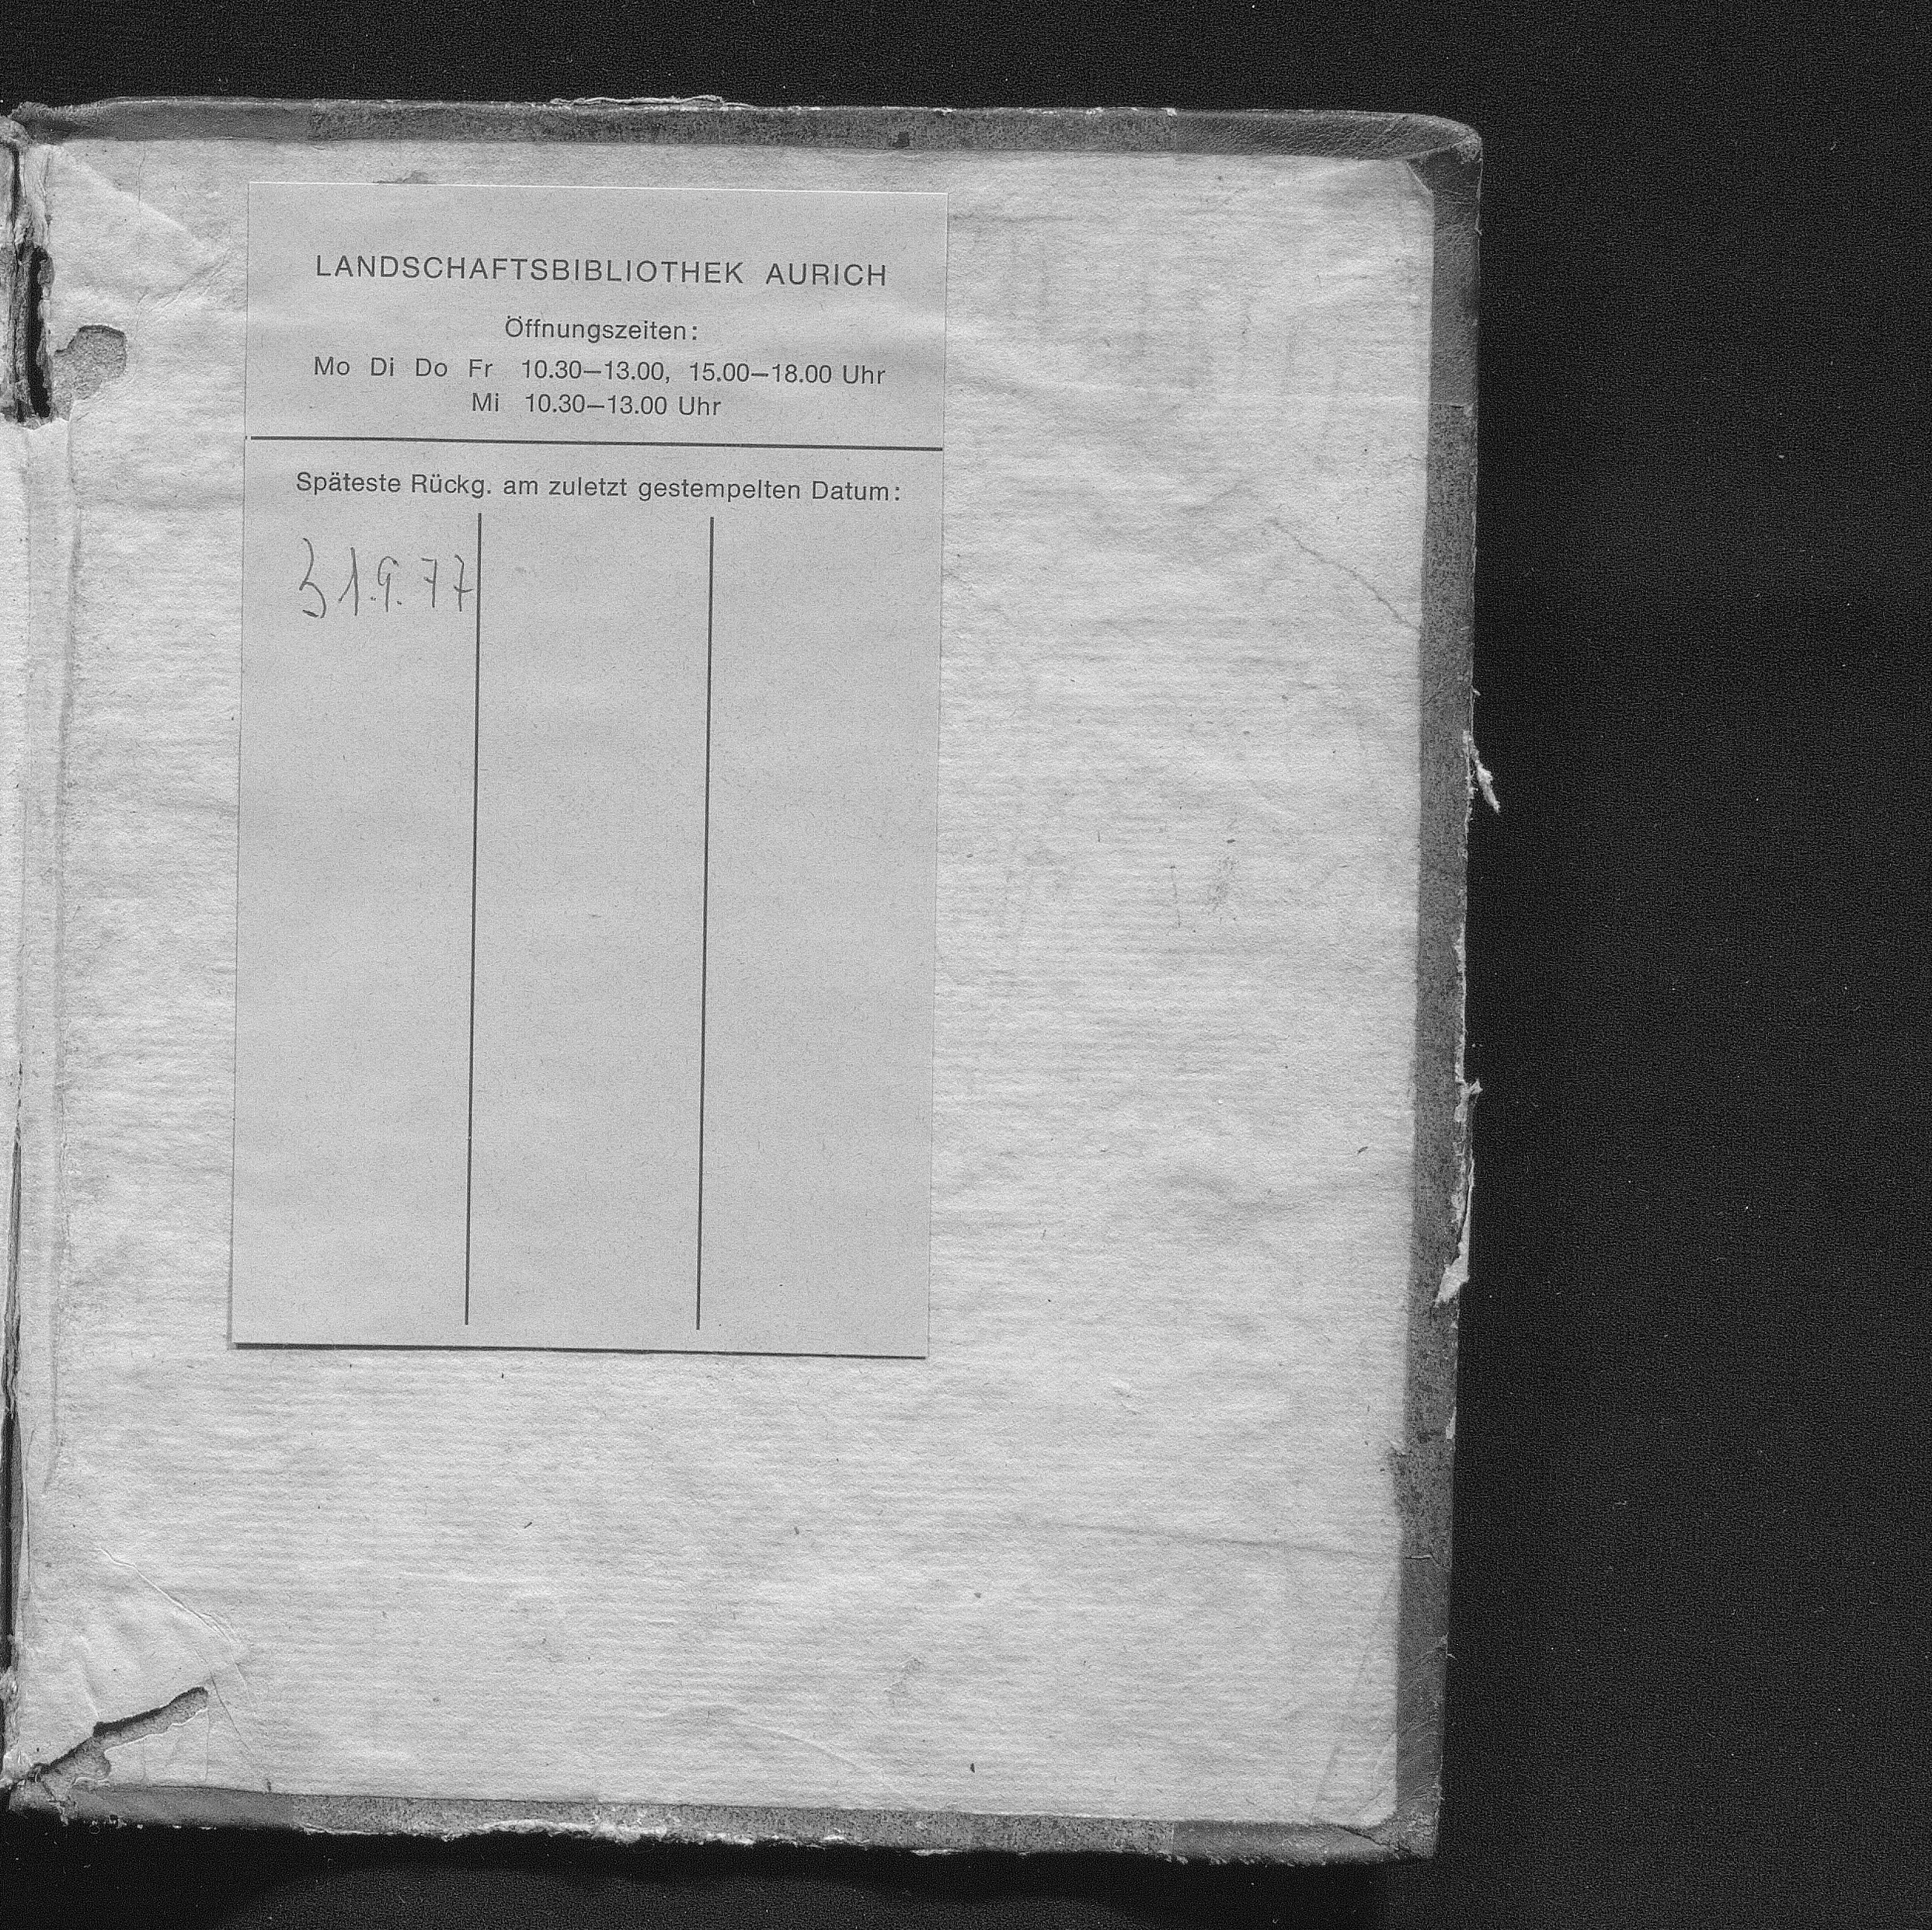 LANDSCHAFTSBIBLIOTHEK AURICH
Öffnungszeiten:
Mo Di Do Fr 10.30—13.00, 15.00—18.00 Uhr
Mi 10.30—13.00 Uhr
Späteste Rückg. am zuletzt gestempelten Datum:
31.9.77